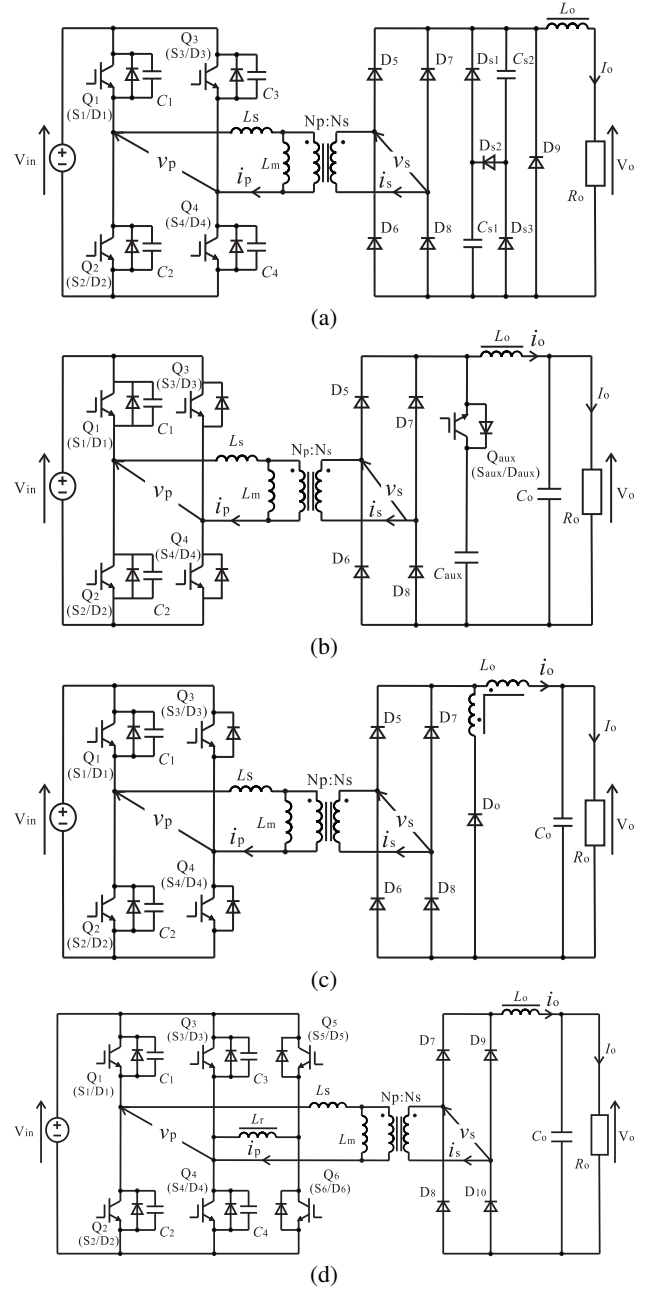 Lo
Q3
(S3/D3)
D5
D7
Ds1
Cs2
Io
Q1
(S1/D1)
C1
C3
Ls
Np:Ns
Vin
vp
Lm
vs
Ds2
D9
Ro
Vo
ip
is
Q4
(S4/D4)
Q2
(S2/D2)
C2
C4
D6
D8
Cs1
Ds3
(a)
Lo
io
Q3
(S3/D3)
D5
D7
Io
Q1
(S1/D1)
C1
Ls
Np:Ns
Qaux
(Saux/Daux)
Vin
vp
Lm
vs
Co
Ro
Vo
ip
is
Q4
(S4/D4)
D6
D8
Caux
Q2
(S2/D2)
C2
(b)
Lo
io
Q3
(S3/D3)
D5
D7
Io
Q1
(S1/D1)
C1
Ls
Np:Ns
Vin
vp
Lm
vs
Do
Co
Ro
Vo
ip
is
Q4
(S4/D4)
D6
D8
Q2
(S2/D2)
C2
(c)
Lo
io
Q3
(S3/D3)
Q5
(S5/D5)
D7
D9
Io
Q1
(S1/D1)
C1
C3
Ls
Np:Ns
Vin
vp
Lr
Lm
vs
Co
Ro
Vo
ip
is
Q4
(S4/D4)
Q6
(S6/D6)
D8
D10
Q2
(S2/D2)
C2
C4
(d)